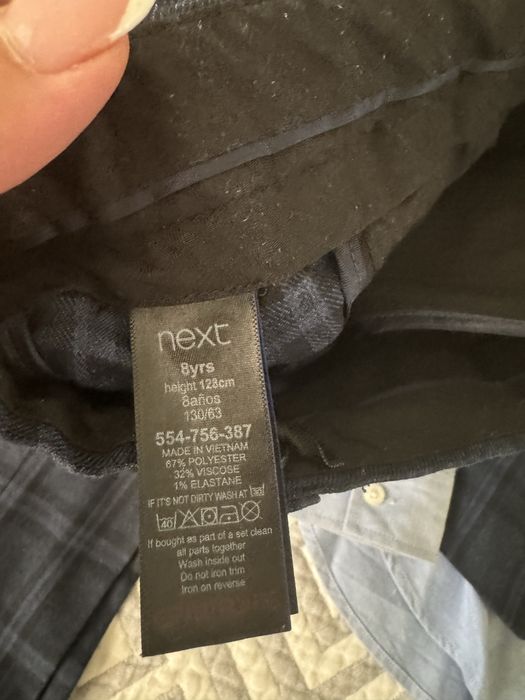 next
8yrs
height 128cm
8años
130/63
554-756-387
MADE IN VIETNAM
67% POLYESTER
32% VISCOSE
1% ELASTANE
IF IT'S NOT DIRTY WASH AT 30
40
If bought as part of a set clean
all parts together
Wash inside out
Do not iron trim
Iron on reverse